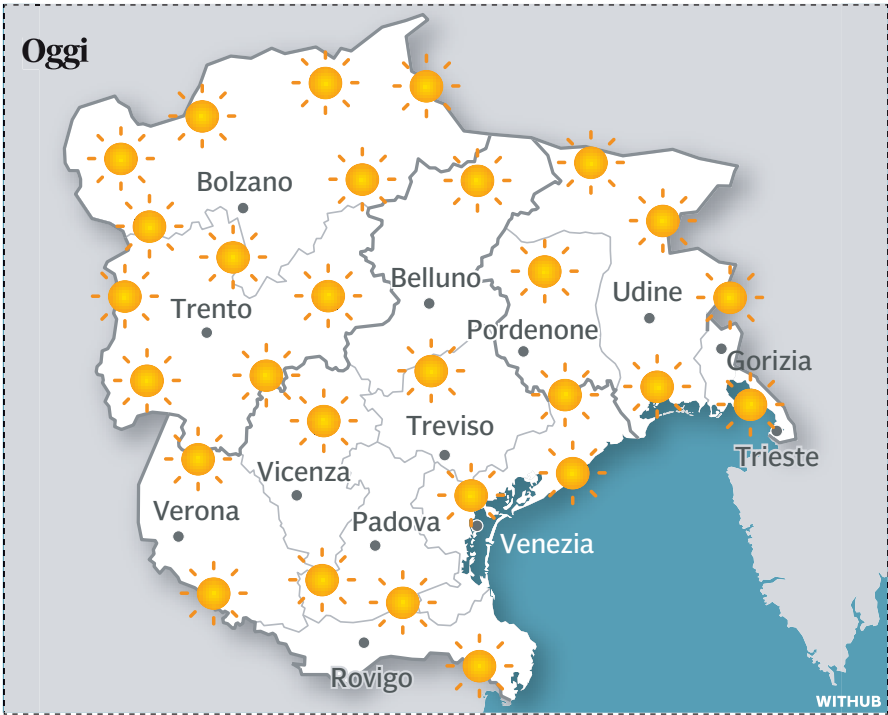 Oggi
Bolzano
Belluno
Udine
Trento
Pordenone
Gorizia
Treviso
Trieste
Vicenza
Verona
Padova
Venezia
Rovigo
WITHUB